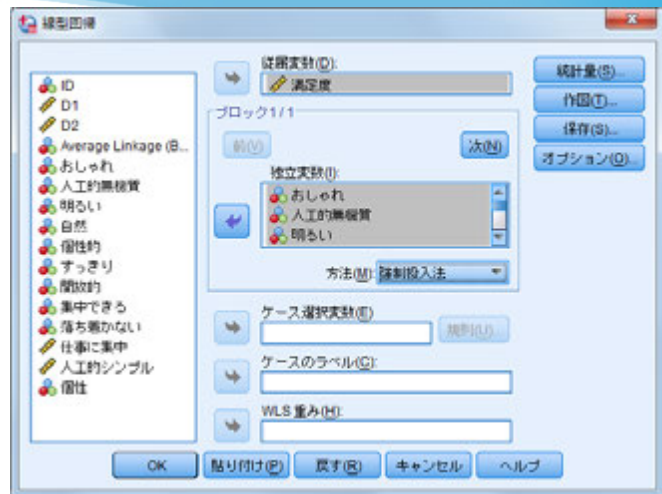 線型回帰
ID
D1
D2
Average Linkage (B...
おしゃれ
人工的無機質
明るい
自然
個性的
すっきり
開放的
集中できる
落ち着かない
仕事に集中
人工的シンプル
個性
従属変数(D):
満足度
ブロック1/1
前(V)
次(N)
独立変数(I):
おしゃれ
人工的無機質
明るい
方法(M): 強制投入法
ケース選択変数(E)
規則(U)...
ケースのラベル(C):
WLS 重み(H):
統計量(S)...
作図(T)...
保存(S)...
オプション(O)...
OK
貼り付け(P)
戻す(R)
キャンセル
ヘルプ